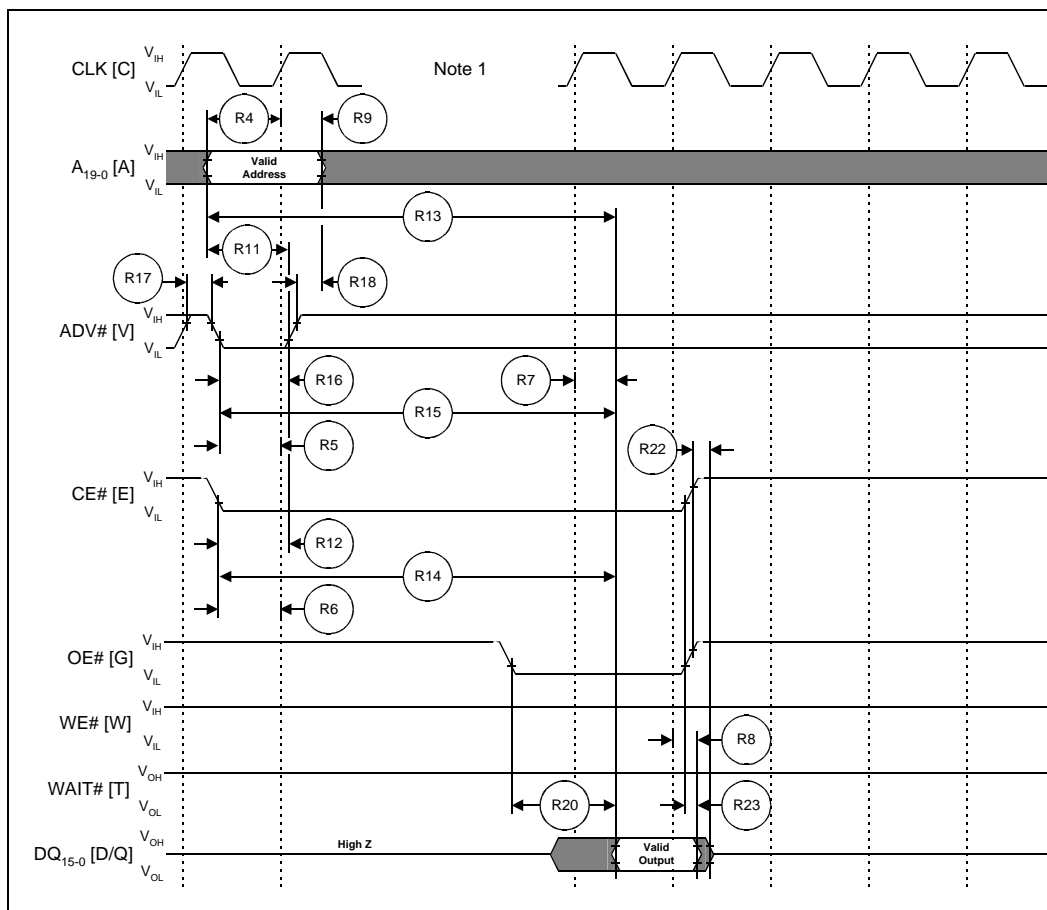 V_IH
CLK [C]
Note 1
V_IL
R4
R9
V_IH
A_19-0 [A]
Valid
Address
V_IL
R13
R11
R17
R18
V_IH
ADV# [V]
V_IL
R16
R7
R15
R5
R22
V_IH
CE# [E]
V_IL
R12
R14
R6
V_IH
OE# [G]
V_IL
V_IH
WE# [W]
V_IL
R8
V_OH
WAIT# [T]
V_OL
R20
R23
V_OH
High Z
DQ_15-0 [D/Q]
Valid
Output
V_OL